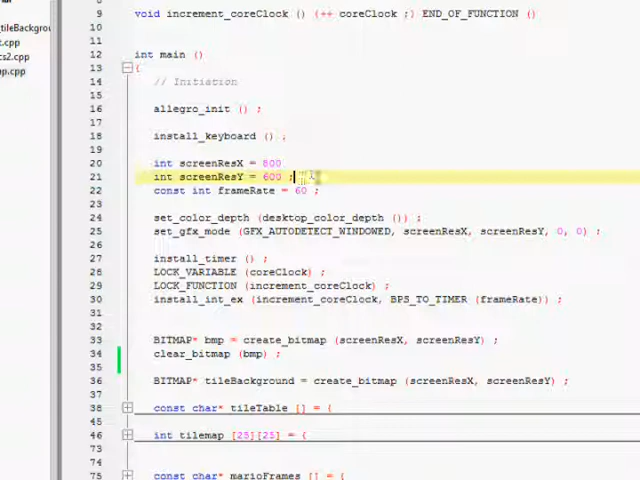 9 void increment_coreClock () {++ coreClock ;} END_OF_FUNCTION ()
10
11
12 int main ()
_tileBackgrou
13 {
t.cpp
14 // Initiation
cs2.cpp
15
ap.cpp
16 allegro_init () ;
17
18 install_keyboard () ;
19
20 int screenResX = 800
21 int screenResY = 600 ;
22 const int frameRate = 60 ;
23
24 set_color_depth (desktop_color_depth ()) ;
25 set_gfx_mode (GFX_AUTODETECT_WINDOWED, screenResX, screenResY, 0, 0) ;
26
27 install_timer () ;
28 LOCK_VARIABLE (coreClock) ;
29 LOCK_FUNCTION (increment_coreClock) ;
30 install_int_ex (increment_coreClock, BPS_TO_TIMER (frameRate)) ;
31
32
33 BITMAP* bmp = create_bitmap (screenResX, screenResY) ;
34 clear_bitmap (bmp) ;
35
36 BITMAP* tileBackground = create_bitmap (screenResX, screenResY) ;
37
38 const char* tileTable [] = {
45
46 int tilemap [25][25] = {
73
74
75 const char* marioFrames [] = {